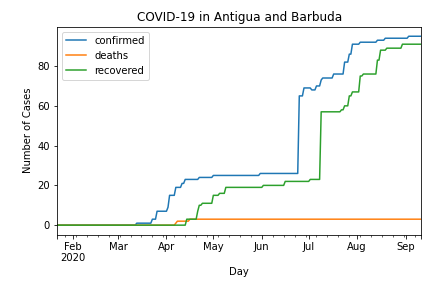 COVID-19 in Antigua and Barbuda
confirmed
deaths
recovered
Number of Cases
80
60
40
20
0
Feb Mar Apr May Jun Jul Aug Sep
2020
Day